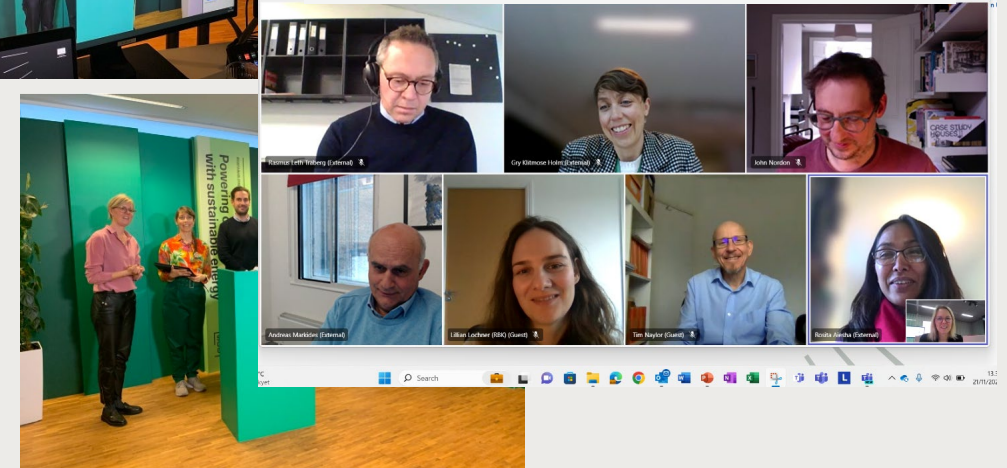 Rasmus Leth Traberg (External)
Gry Klitmose Holm (External)
John Nordon
CASE STUDY
HOUSES
Powering
with sustainable energy
Andreas Markides (External)
Lillian Lochner (RBK) (Guest)
Tim Naylor (Guest)
Rosita Aiesha (External)
Search